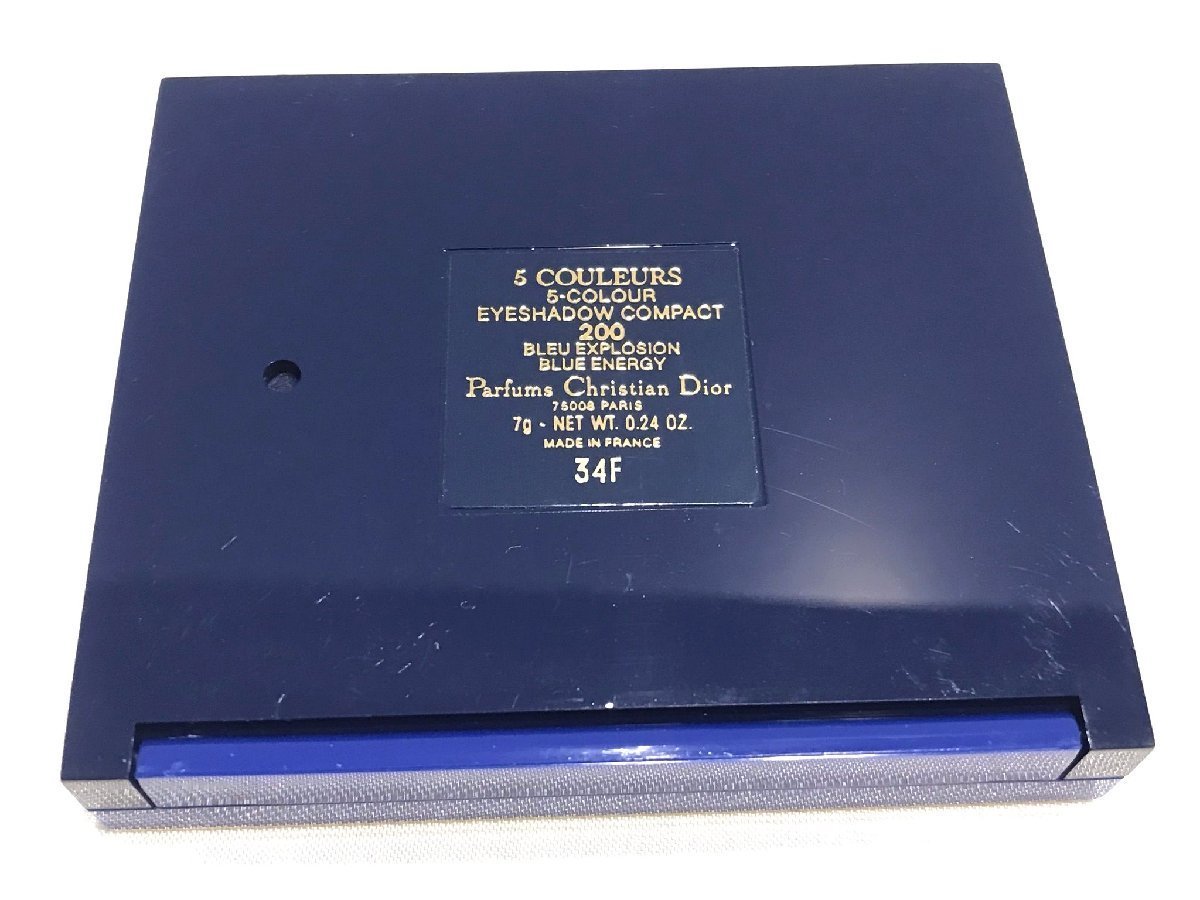 5 COULEURS
5-COLOUR
EYESHADOW COMPACT
200
BLEU EXPLOSION
BLUE ENERGY
Parfums Christian Dior
75008 PARIS
7g - NET WT. 0.24 OZ.
MADE IN FRANCE
34F